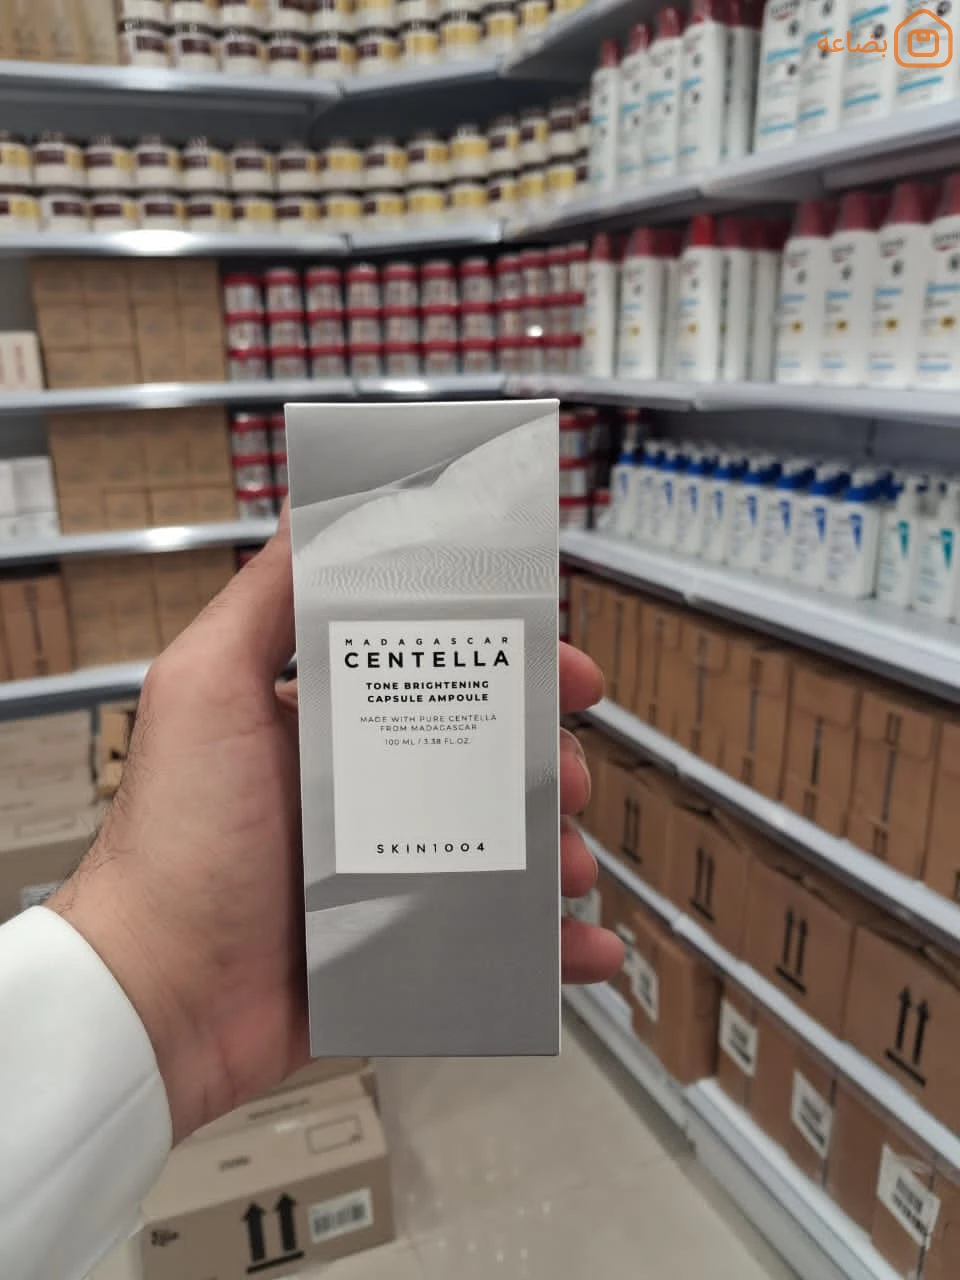 بضاعة
MADAGASCAR
CENTELLA
TONE BRIGHTENING
CAPSULE AMPOULE
MADE WITH PURE CENTELLA
FROM MADAGASCAR
100 ML / 3.38 FL.OZ.
SKIN1004